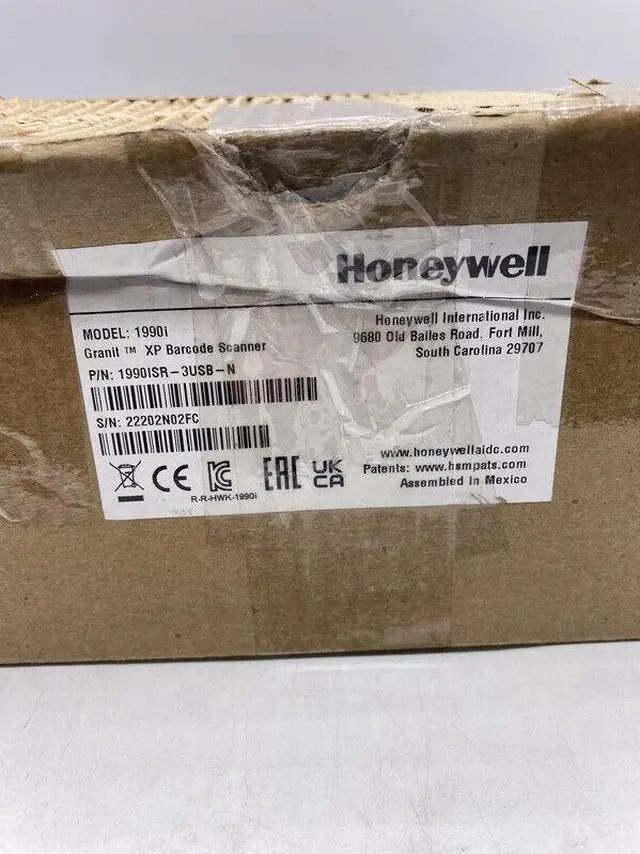 Honeywell
MODEL: 1990i
Granit ™ XP Barcode Scanner
P/N: 1990ISR-3USB-N
S/N: 22202N02FC
Honeywell International Inc.
9680 Old Bailes Road, Fort Mill,
South Carolina 29707
CE
EAC
UK
CA
R-R-HWK-1990i
www.honeywellaidc.com
Patents: www.hsmpats.com
Assembled in Mexico